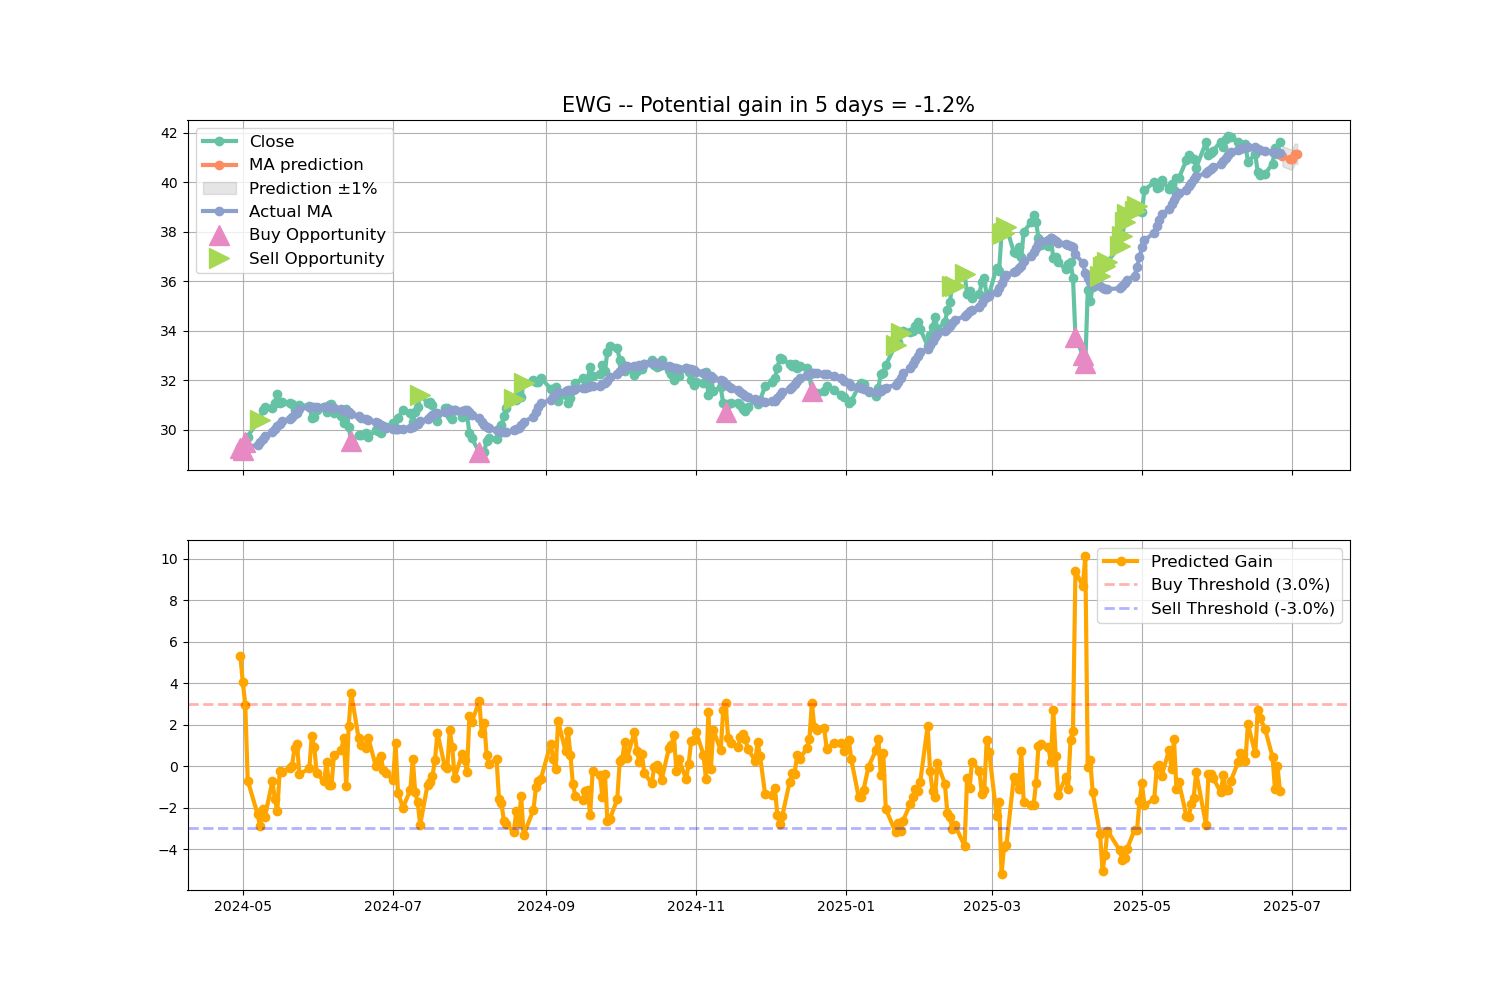 EWG -- Potential gain in 5 days = -1.2%
42
40
38
36
34
32
30
Close
MA prediction
Prediction ±1%
Actual MA
Buy Opportunity
Sell Opportunity
10
8
6
4
2
0
−2
−4
Predicted Gain
Buy Threshold (3.0%)
Sell Threshold (-3.0%)
2024-05 2024-07 2024-09 2024-11 2025-01 2025-03 2025-05 2025-07